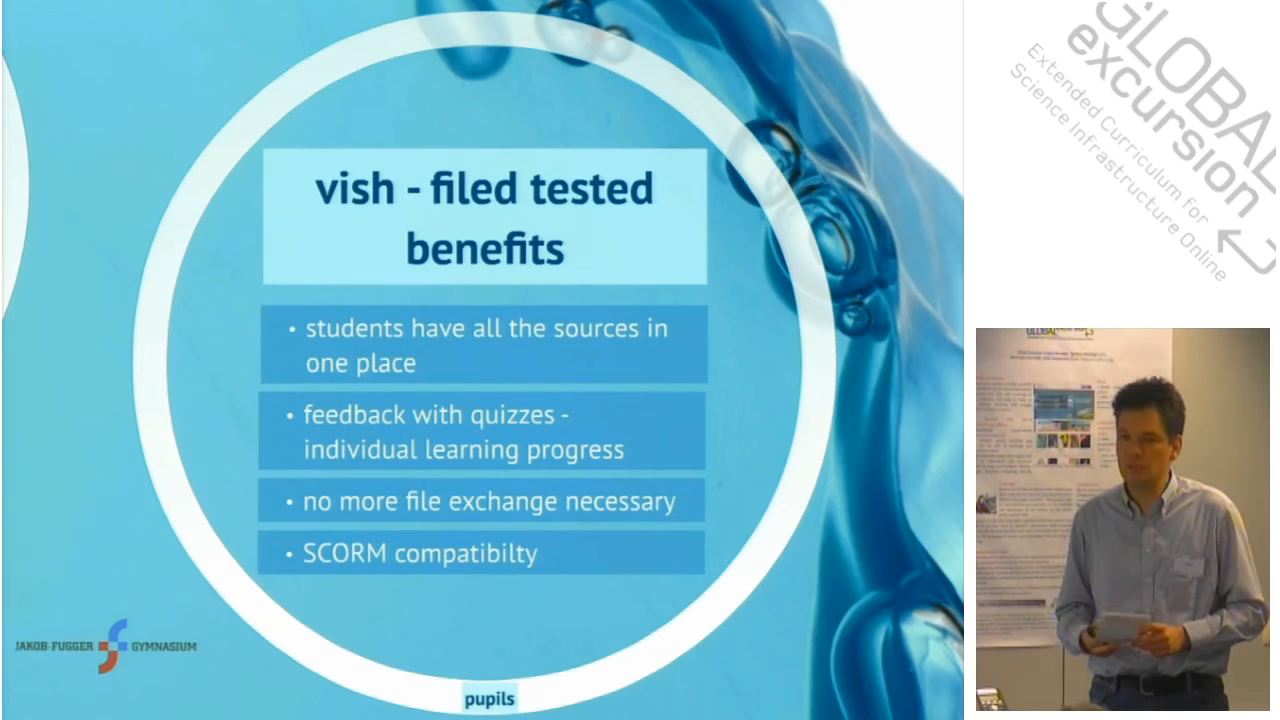 vish - filed tested
benefits
• students have all the sources in
one place
• feedback with quizzes -
individual learning progress
• no more file exchange necessary
• SCORM compatibilty
JAKOB-FUGGER GYMNASIUM
pupils
GLOBAL
excursion
Extended Curriculum for
Science Infrastructure Online